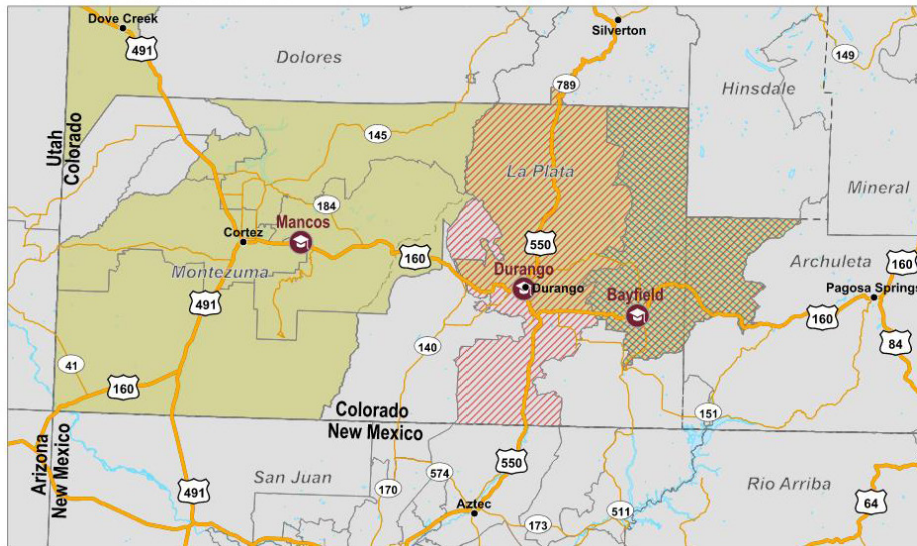 Dove Creek
491
Dolores
Silverton
789
149
Hinsdale
Utah
Colorado
145
La Plata
Mineral
184
Mancos
Cortez
160
550
Montezuma
Durango
Durango
Bayfield
Archuleta
160
Pagosa Springs
491
160
84
140
41
160
151
Colorado
New Mexico
Arizona
New Mexico
San Juan
550
574
491
170
Aztec
173
511
Rio Arriba
64